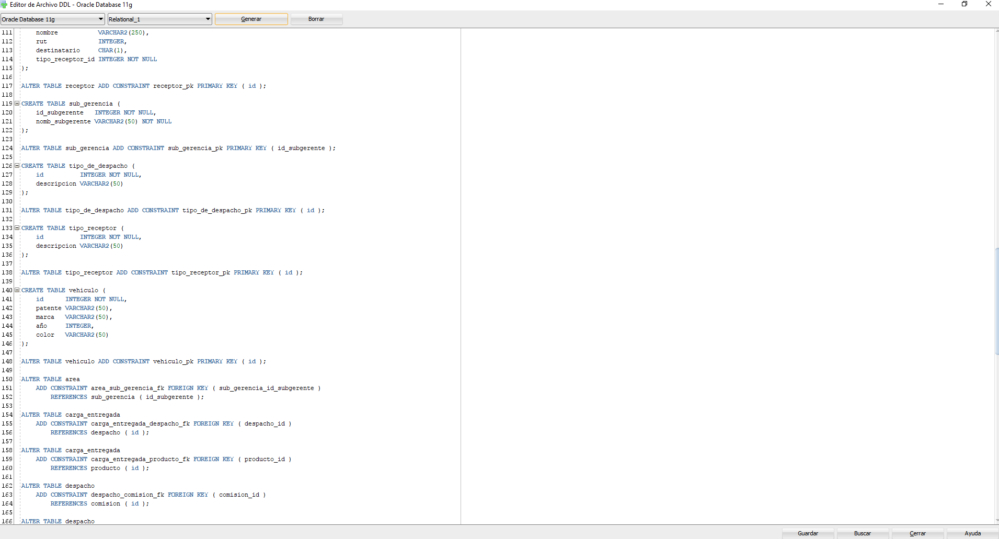 Editor de Archivo DDL - Oracle Database 11g
Oracle Database 11g Relational_1 Generar Borrar
111 nombre VARCHAR2(250),
112 rut INTEGER,
113 destinatario CHAR(1),
114 tipo_receptor_id INTEGER NOT NULL
115 );
116
117 ALTER TABLE receptor ADD CONSTRAINT receptor_pk PRIMARY KEY ( id );
118
119 CREATE TABLE sub_gerencia (
120 id_subgerente INTEGER NOT NULL,
121 nomb_subgerente VARCHAR2(50) NOT NULL
122 );
123
124 ALTER TABLE sub_gerencia ADD CONSTRAINT sub_gerencia_pk PRIMARY KEY ( id_subgerente );
125
126 CREATE TABLE tipo_de_despacho (
127 id INTEGER NOT NULL,
128 descripcion VARCHAR2(50)
129 );
130
131 ALTER TABLE tipo_de_despacho ADD CONSTRAINT tipo_de_despacho_pk PRIMARY KEY ( id );
132
133 CREATE TABLE tipo_receptor (
134 id INTEGER NOT NULL,
135 descripcion VARCHAR2(50)
136 );
137
138 ALTER TABLE tipo_receptor ADD CONSTRAINT tipo_receptor_pk PRIMARY KEY ( id );
139
140 CREATE TABLE vehiculo (
141 id INTEGER NOT NULL,
142 patente VARCHAR2(50),
143 marca VARCHAR2(50),
144 año INTEGER,
145 color VARCHAR2(50)
146 );
147
148 ALTER TABLE vehiculo ADD CONSTRAINT vehiculo_pk PRIMARY KEY ( id );
149
150 ALTER TABLE area
151 ADD CONSTRAINT area_sub_gerencia_fk FOREIGN KEY ( sub_gerencia_id_subgerente )
152 REFERENCES sub_gerencia ( id_subgerente );
153
154 ALTER TABLE carga_entregada
155 ADD CONSTRAINT carga_entregada_despacho_fk FOREIGN KEY ( despacho_id )
156 REFERENCES despacho ( id );
157
158 ALTER TABLE carga_entregada
159 ADD CONSTRAINT carga_entregada_producto_fk FOREIGN KEY ( producto_id )
160 REFERENCES producto ( id );
161
162 ALTER TABLE despacho
163 ADD CONSTRAINT despacho_comision_fk FOREIGN KEY ( comision_id )
164 REFERENCES comision ( id );
165
166 ALTER TABLE despacho
Guardar Buscar Cerrar Ayuda